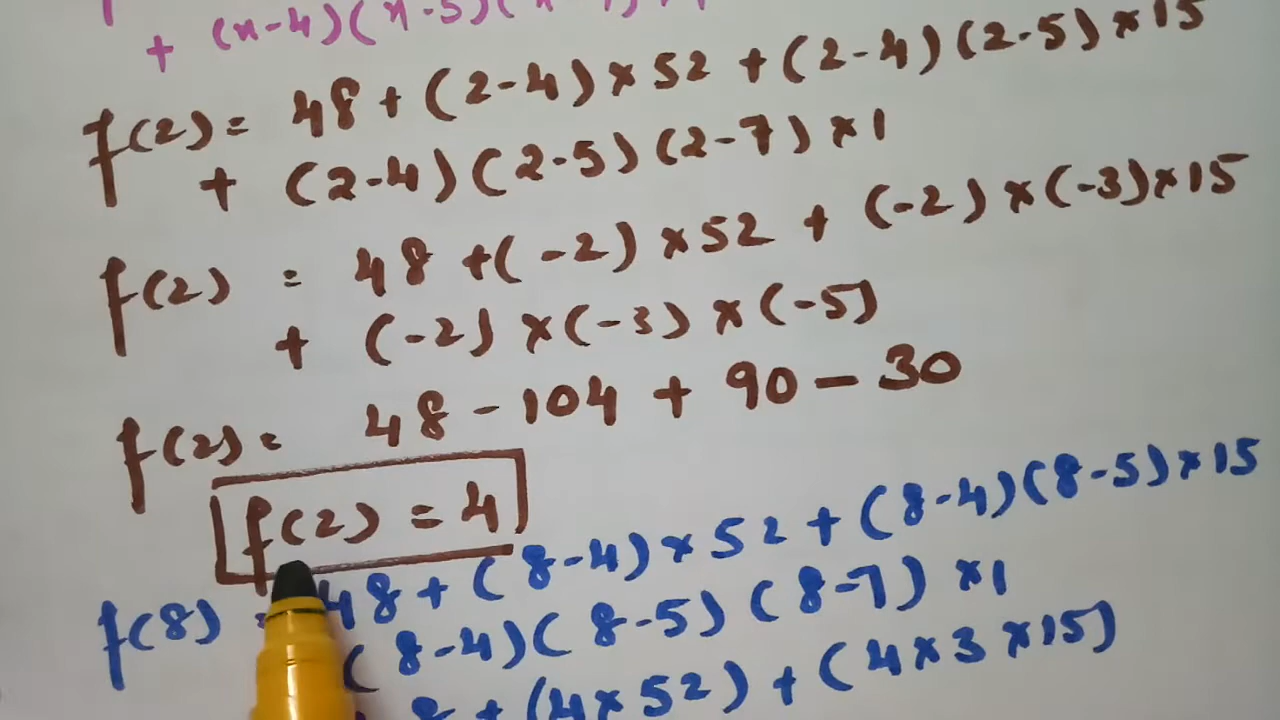 + (x-4)(x-5)(x-7)
f(2) = 48 + (2-4) × 52 + (2-4) (2-5) × 15
+ (2-4) (2-5) (2-7) × 1
f(2) = 48 + (-2) × 52 + (-2) × (-3) × 15
+ (-2) × (-3) × (-5)
f(2) = 48 - 104 + 90 - 30
f(2) = 4
f(8) = 48 + (8-4) × 52 + (8-4) (8-5) × 15
(8-4) (8-5) (8-7) × 1
8 + (4 × 52) + (4 × 3 × 15)